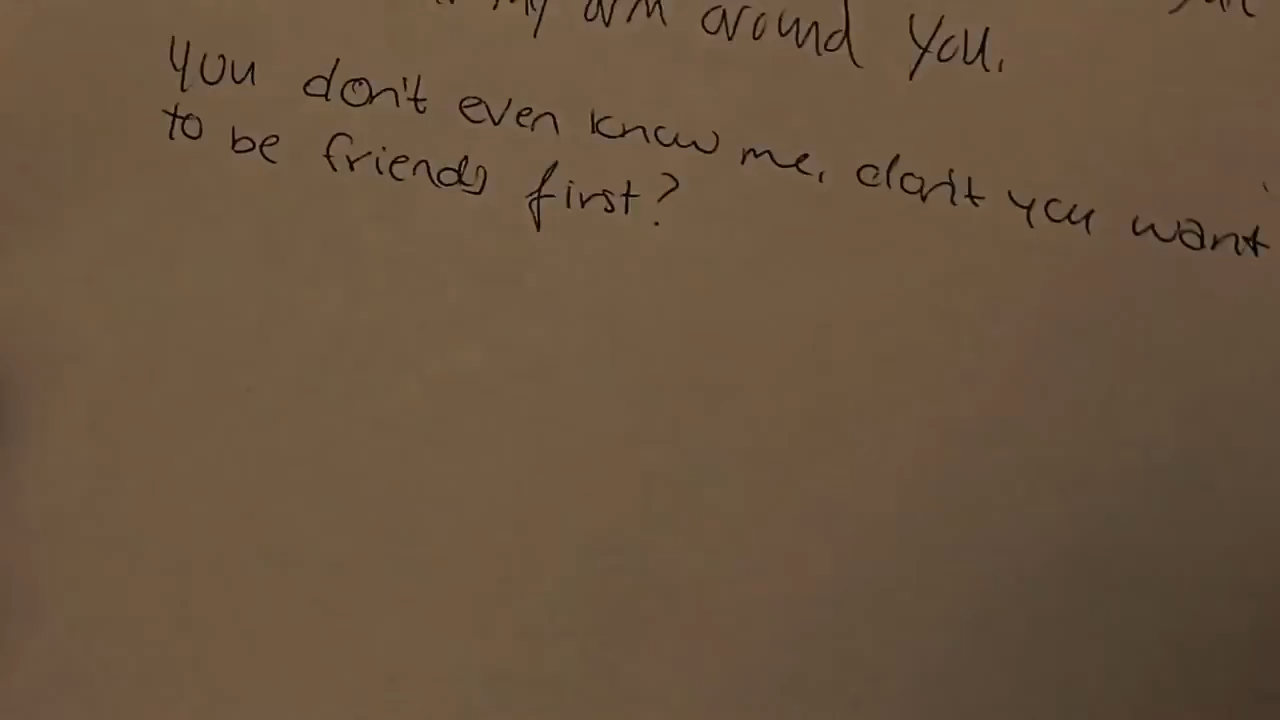 my arm around you.
you don't even know me, don't you want
to be friends first?